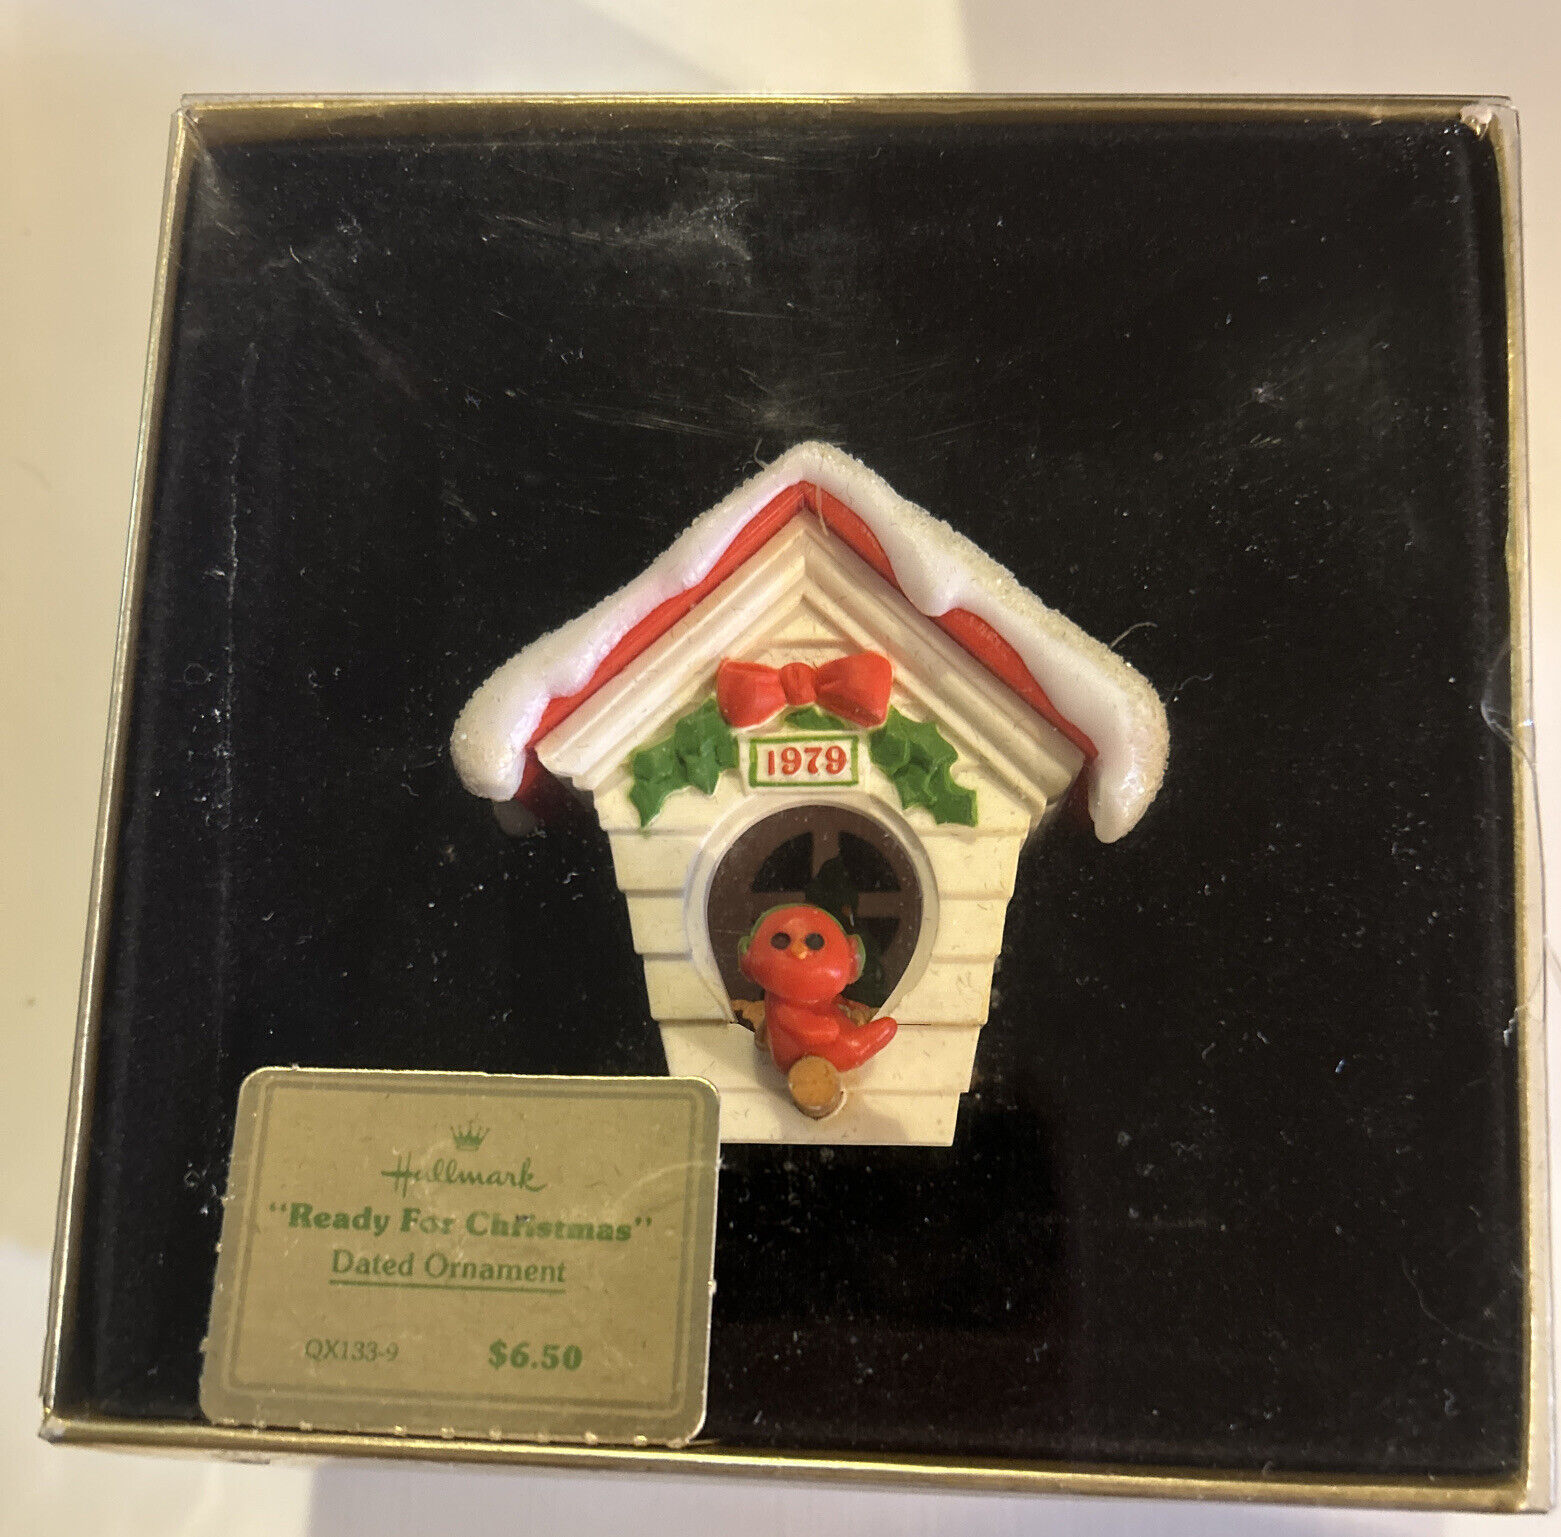 1979
Hallmark
"Ready For Christmas"
Dated Ornament
QX133-9 $6.50